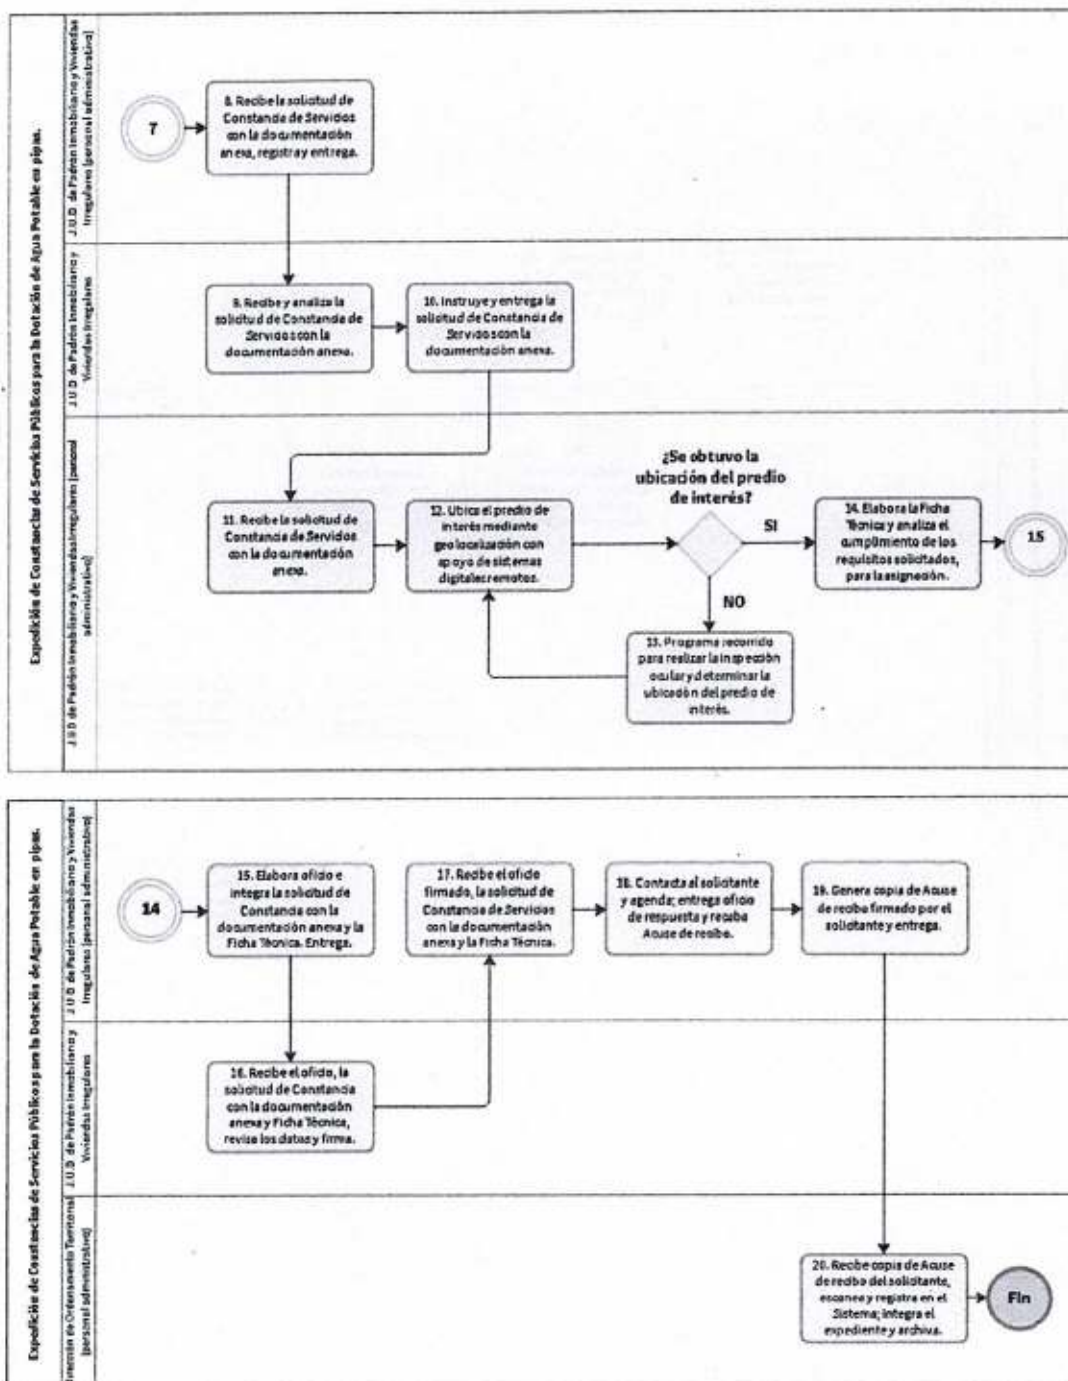 Expedición de Constancias de Servicios Públicos para la Dotación de Agua Potable en pipas.
J.U.D. de Padrón Inmobiliario y Viviendas
Irregulares (personal administrativo)
7
8. Recibe la solicitud de
Constancia de Servicios
con la documentación
anexa, registra y entrega.
J.U.D. de Padrón Inmobiliario y
Viviendas Irregulares
9. Recibe y analiza la
solicitud de Constancia de
Servicios con la
documentación anexa.
10. Instruye y entrega la
solicitud de Constancia de
Servicios con la
documentación anexa.
J.U.D de Padrón Inmobiliario y Viviendas Irregulares (personal
administrativo)
11. Recibe la solicitud de
Constancia de Servicios
con la documentación
anexa.
12. Ubica el predio de
interés mediante
geolocalización con
apoyo de sistemas
digitales remotos.
¿Se obtuvo la
ubicación del predio
de interés?
SI
NO
13. Programa recorrido
para realizar la inspección
ocular y determinar la
ubicación del predio de
interés.
14. Elabora la Ficha
Técnica y analiza el
cumplimiento de los
requisitos solicitados,
para la asignación.
15
Expedición de Constancias de Servicios Públicos para la Dotación de Agua Potable en pipas.
J.U.D. de Padrón Inmobiliario y Viviendas
Irregulares (personal administrativo)
14
15. Elabora oficio e
integra la solicitud de
Constancia con la
documentación anexa y la
Ficha Técnica. Entrega.
17. Recibe el oficio
firmado, la solicitud de
Constancia de Servicios
con la documentación
anexa y la Ficha Técnica.
18. Contacta al solicitante
y agenda; entrega oficio
de respuesta y recaba
Acuse de recibo.
19. Genera copia de Acuse
de recibo firmado por el
solicitante y entrega.
J.U.D. de Padrón Inmobiliario y
Viviendas Irregulares
16. Recibe el oficio, la
solicitud de Constancia
con la documentación
anexa y Ficha Técnica,
revisa los datos y firma.
de Ordenamiento Territorial
(personal administrativo)
20. Recibe copia de Acuse
de recibo del solicitante,
escanea y registra en el
Sistema; integra el
expediente y archiva.
Fin